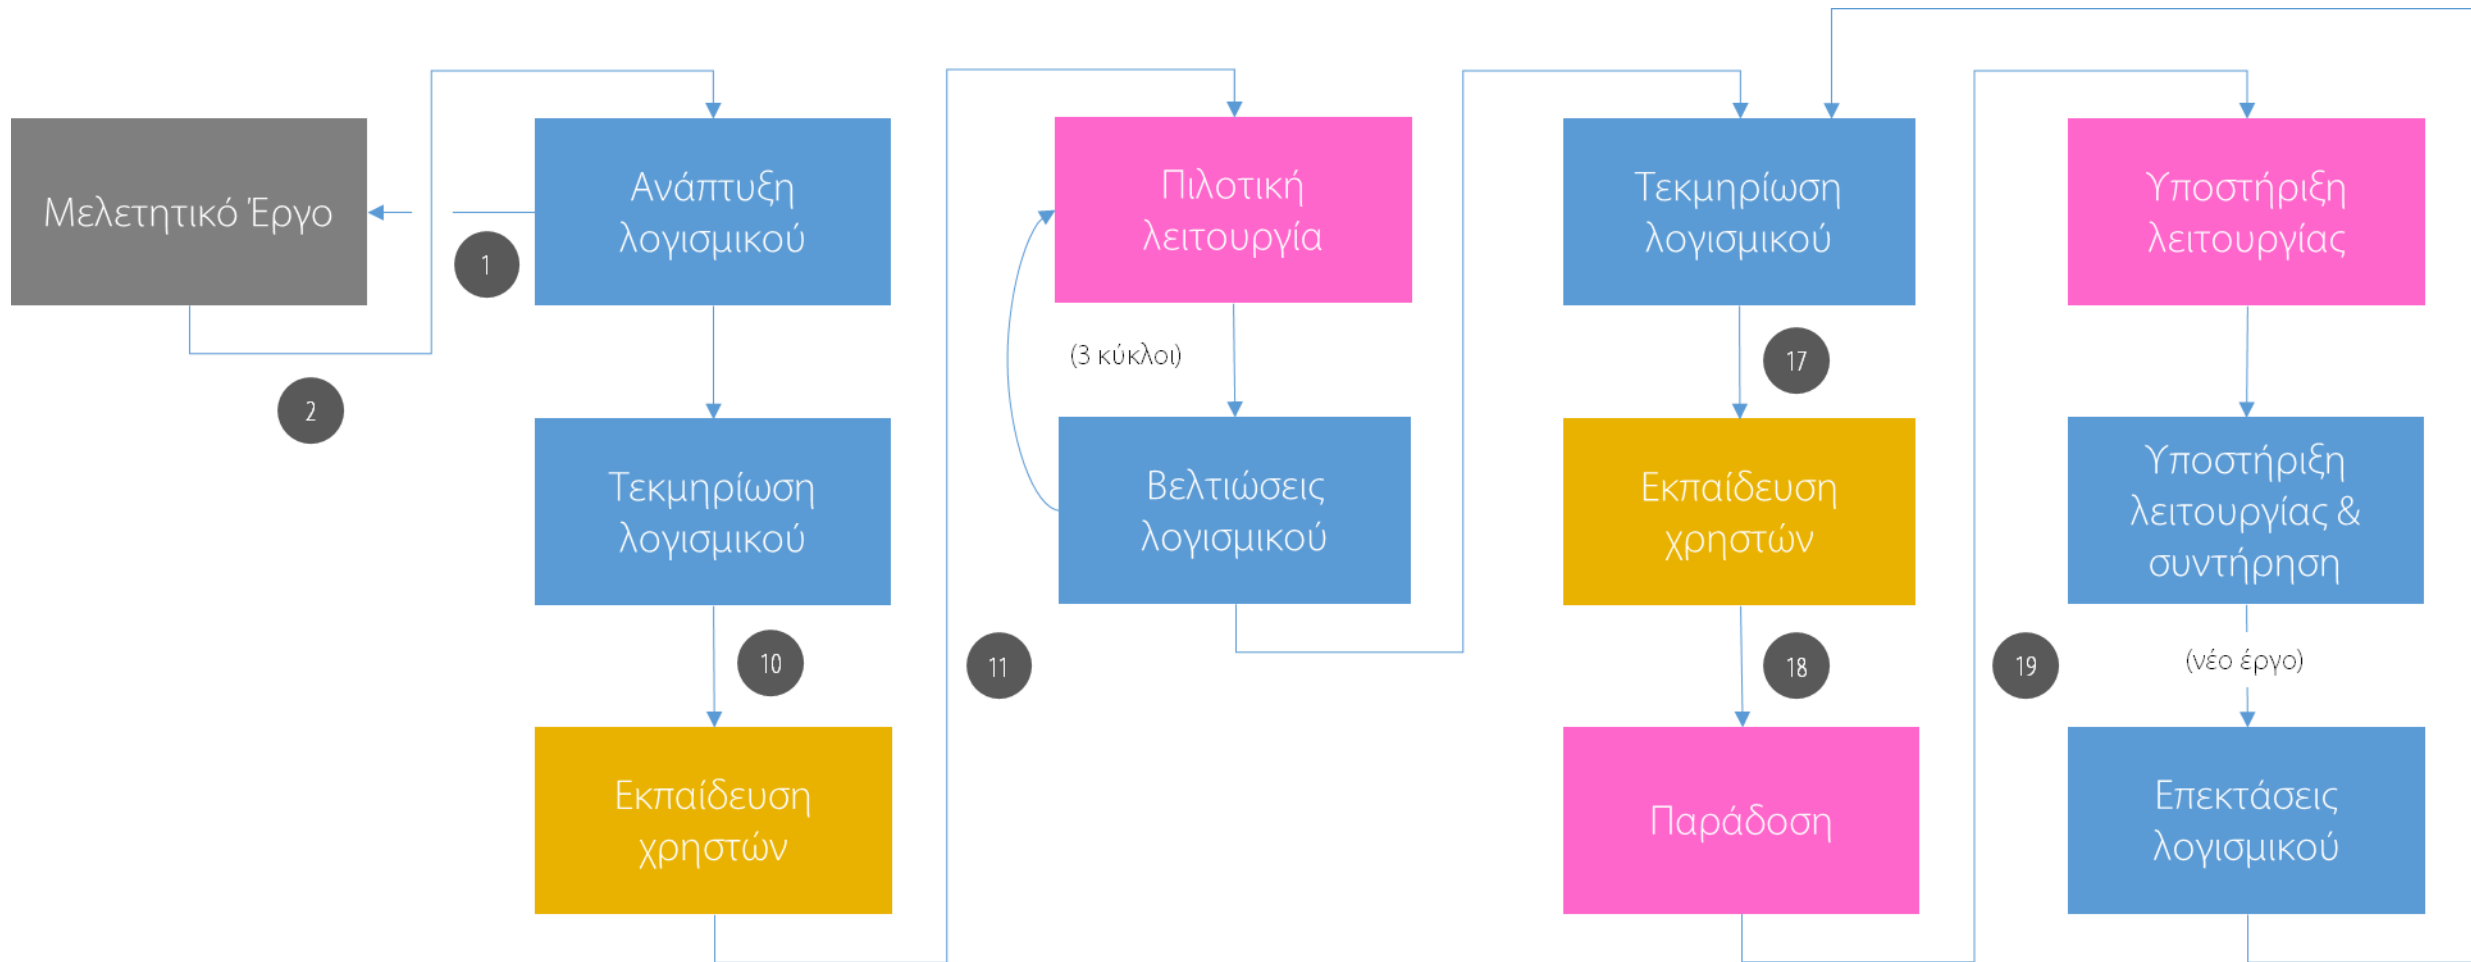 Μελετητικό Έργο
1
2
Ανάπτυξη
λογισμικού
Τεκμηρίωση
λογισμικού
10
Εκπαίδευση
χρηστών
11
Πιλοτική
λειτουργία
(3 κύκλοι)
Βελτιώσεις
λογισμικού
Τεκμηρίωση
λογισμικού
17
Εκπαίδευση
χρηστών
18
Παράδοση
19
Υποστήριξη
λειτουργίας
Υποστήριξη
λειτουργίας &
συντήρηση
(νέο έργο)
Επεκτάσεις
λογισμικού